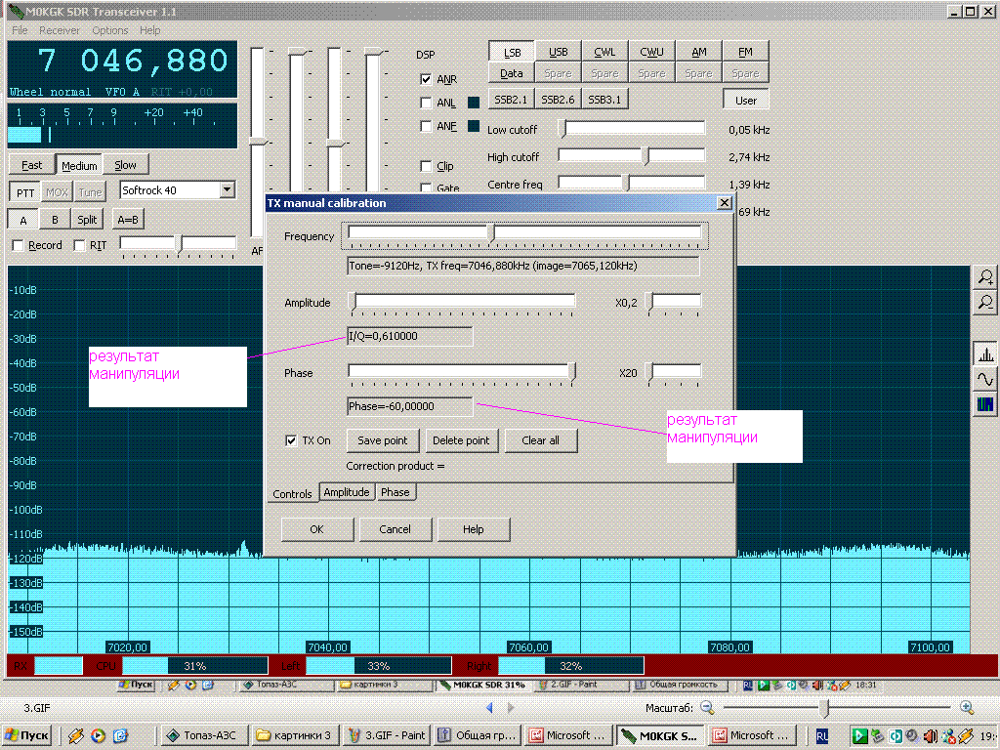 M0KGK SDR Transceiver 1.1
File Receiver Options Help
7 046,880
Wheel normal VFO A RIT +0,00
1 3 5 7 9 +20 +40
Fast Medium Slow
PTT MOX Tune Softrock 40
A B Split A=B
Record RIT
AF
DSP
ANR
ANL
ANF
Clip
Gate
LSB USB CWL CWU AM FM
Data Spare Spare Spare Spare Spare
SSB2.1 SSB2.6 SSB3.1 User
Low cutoff 0,05 kHz
High cutoff 2,74 kHz
Centre freq 1,39 kHz
69 kHz
TX manual calibration
Frequency
Tone=-9120Hz, TX freq=7046,880kHz (image=7065,120kHz)
Amplitude X0,2
I/Q=0,610000
Phase X20
Phase=-60,00000
TX On Save point Delete point Clear all
Correction product =
Controls Amplitude Phase
OK Cancel Help
результат
манипуляции
результат
манипуляции
-10dB
-20dB
-30dB
-40dB
-50dB
-60dB
-70dB
-80dB
-90dB
-100dB
-110dB
-120dB
-130dB
-140dB
-150dB
7020,00 7040,00 7060,00 7080,00 7100,00
RX CPU 31% Left 33% Right 32%
Пуск Топаз-АЗС картинки 3 M0KGK SDR 31% 2.GIF - Paint Общая громкость RL 18:31
3.GIF Масштаб:
Пуск Топаз-АЗС картинки 3 3.GIF - Paint Общая гр... Microsoft ... M0KGK S... Microsoft ... RL 19: